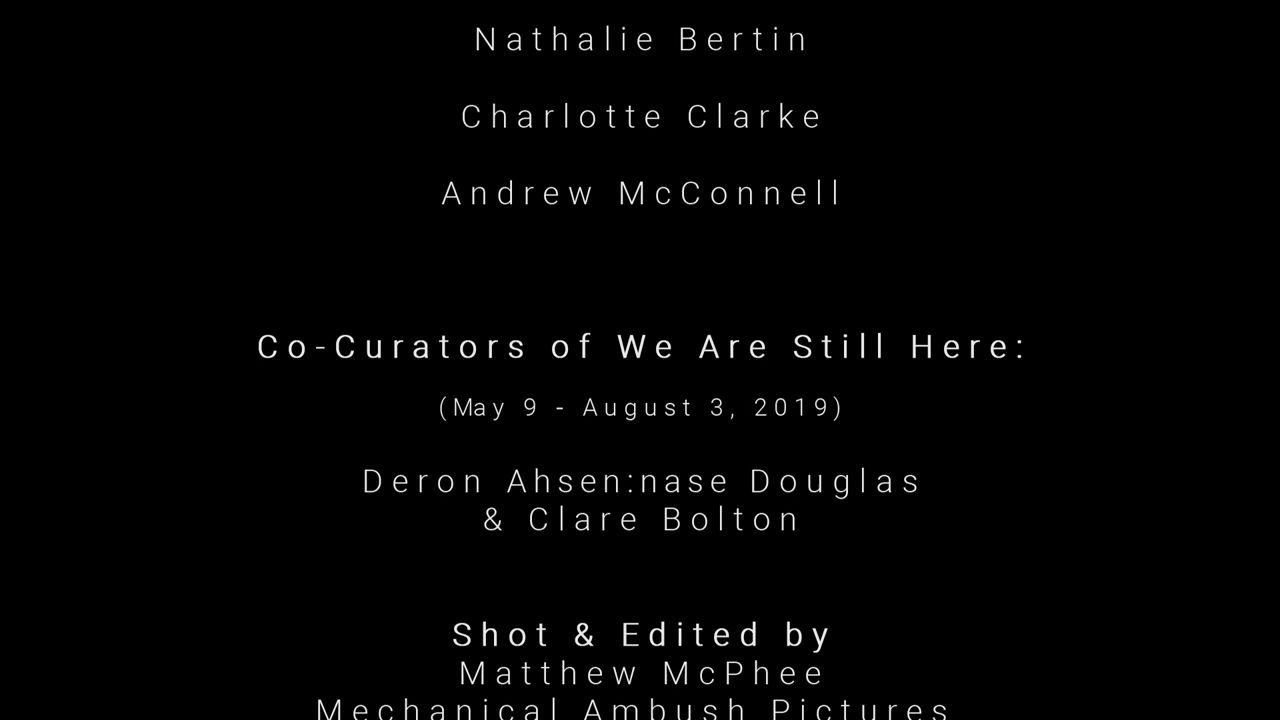 Nathalie Bertin
Charlotte Clarke
Andrew McConnell
Co-Curators of We Are Still Here:
(May 9 - August 3, 2019)
Deron Ahsen:nase Douglas
& Clare Bolton
Shot & Edited by
Matthew McPhee
Mechanical Ambush Pictures